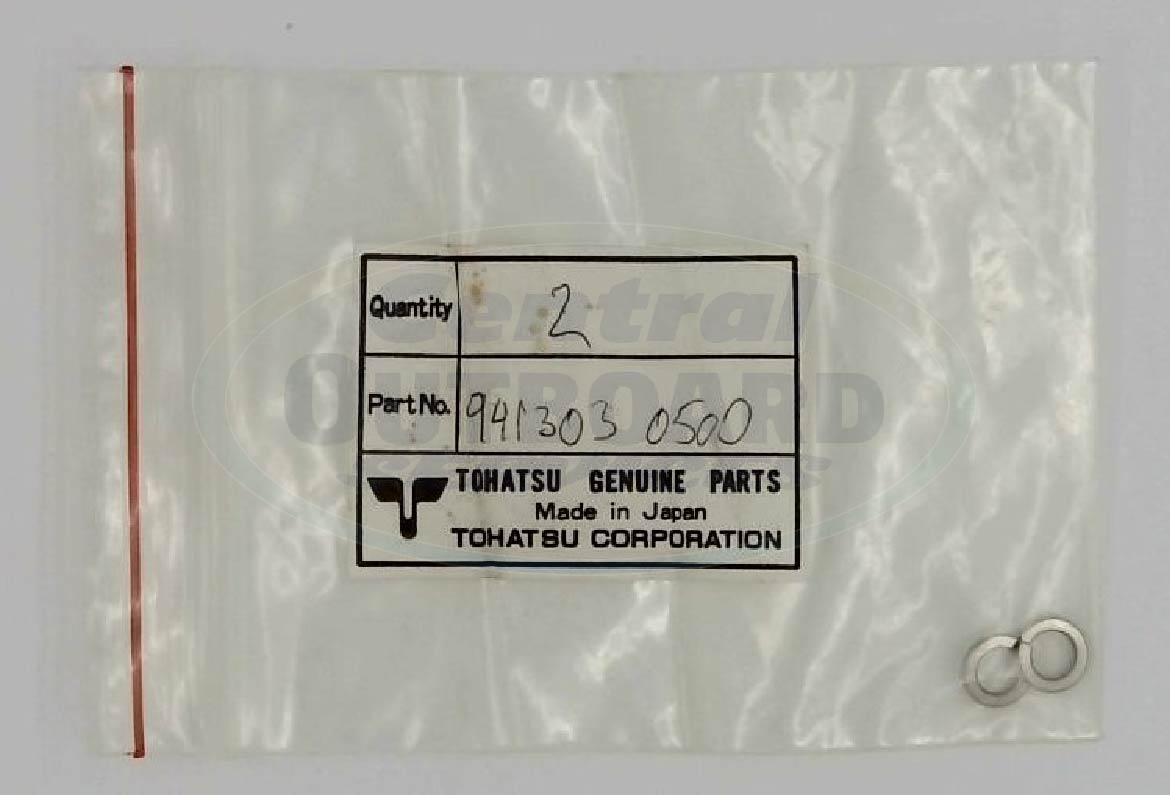 Quantity 2
Part No. 941303 0500
TOHATSU GENUINE PARTS
Made in Japan
TOHATSU CORPORATION
Central
OUTBOARD